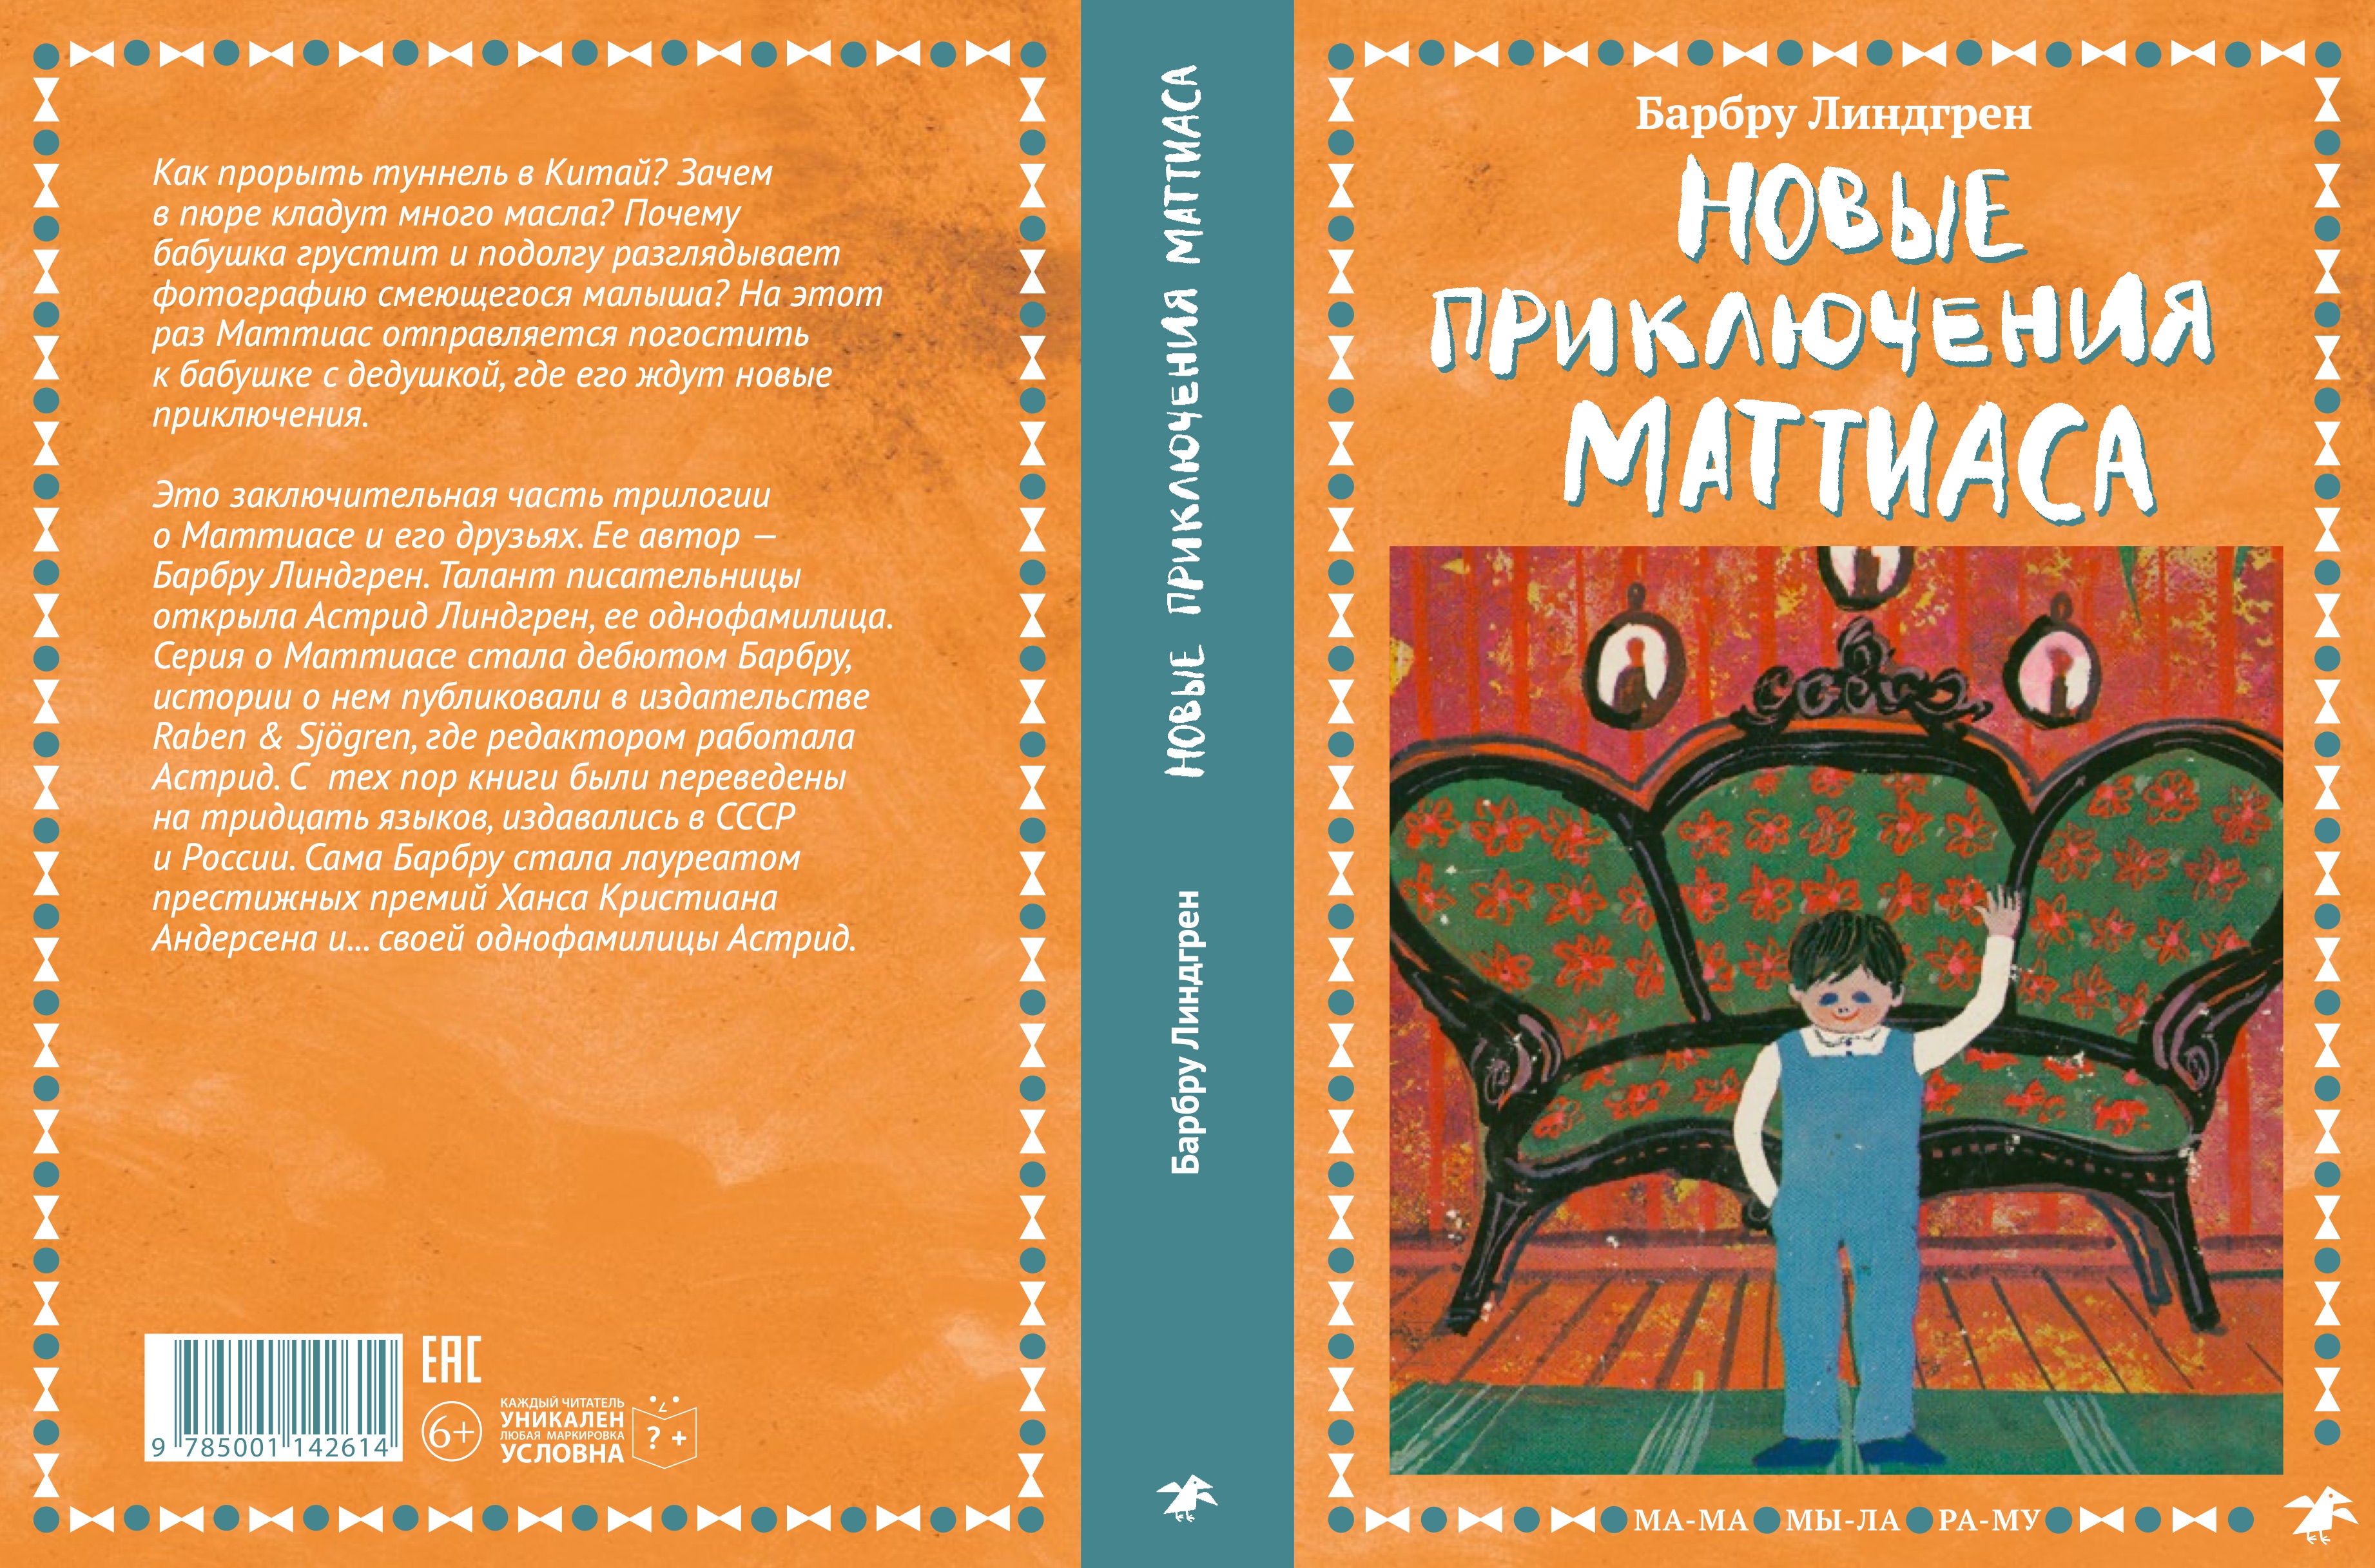 Как прорыть туннель в Китай? Зачем
в пюре кладут много масла? Почему
бабушка грустит и подолгу разглядывает
фотографию смеющегося малыша? На этот
раз Маттиас отправляется погостить
к бабушке с дедушкой, где его ждут новые
приключения.
Это заключительная часть трилогии
о Маттиасе и его друзьях. Ее автор —
Барбру Линдгрен. Талант писательницы
открыла Астрид Линдгрен, ее однофамилица.
Серия о Маттиасе стала дебютом Барбру,
истории о нем публиковали в издательстве
Raben & Sjögren, где редактором работала
Астрид. С тех пор книги были переведены
на тридцать языков, издавались в СССР
и России. Сама Барбру стала лауреатом
престижных премий Ханса Кристиана
Андерсена и... своей однофамилицы Астрид.
9 785001 142614
ЕАС
6+
КАЖДЫЙ ЧИТАТЕЛЬ
УНИКАЛЕН
ЛЮБАЯ МАРКИРОВКА
УСЛОВНА
? +
Барбру Линдгрен НОВЫЕ ПРИКЛЮЧЕНИЯ МАТТИАСА
Барбру Линдгрен
НОВЫЕ
ПРИКЛЮЧЕНИЯ
МАТТИАСА
МА-МА МЫ-ЛА РА-МУ